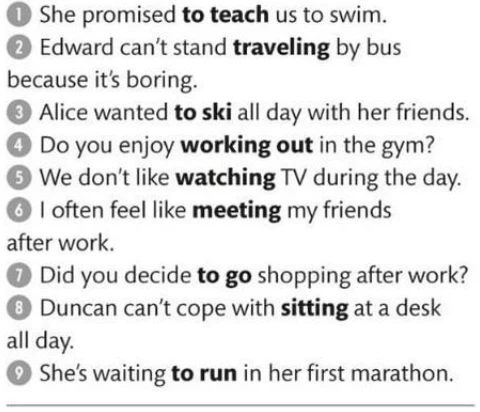 1 She promised to teach us to swim.
2 Edward can't stand traveling by bus
because it's boring.
3 Alice wanted to ski all day with her friends.
4 Do you enjoy working out in the gym?
5 We don't like watching TV during the day.
6 I often feel like meeting my friends
after work.
7 Did you decide to go shopping after work?
8 Duncan can't cope with sitting at a desk
all day.
9 She's waiting to run in her first marathon.